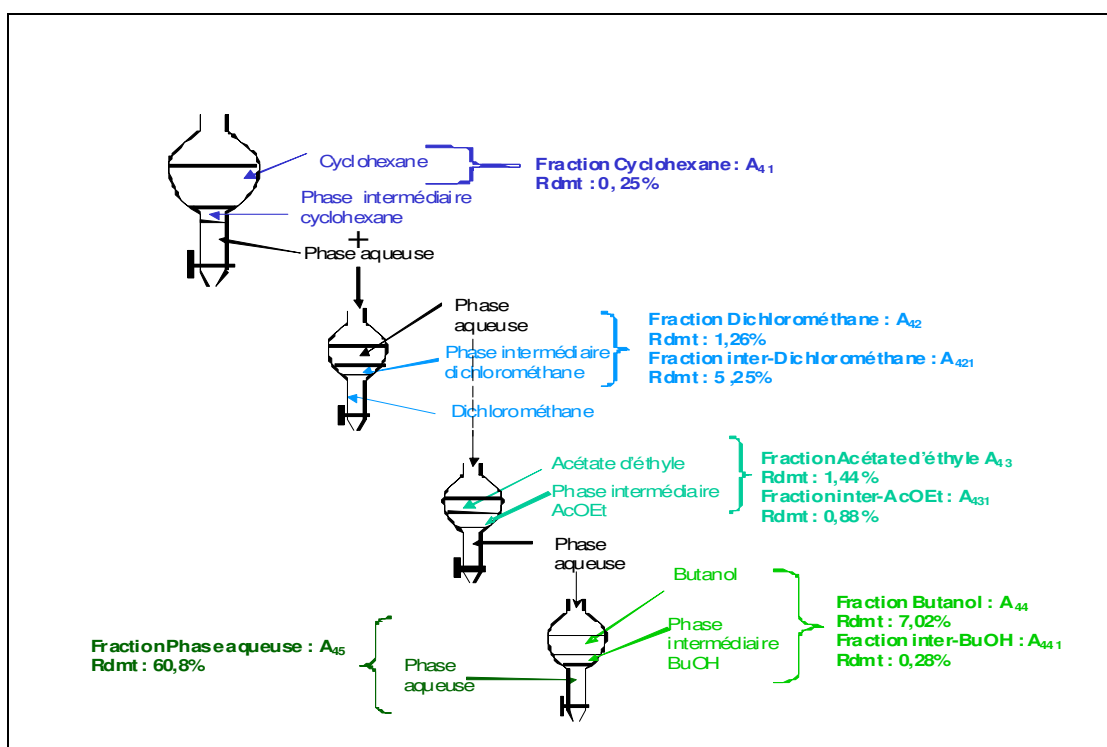 Cyclohexane
Fraction Cyclohexane : A41
Rdmt : 0, 25%
Phase intermédiaire
cyclohexane
+
Phase aqueuse
Phase
aqueuse
Phase intermédiaire
dichlorométhane
Dichlorométhane
Fraction Dichlorométhane : A42
Rdmt : 1,26%
Fraction inter-Dichlorométhane : A421
Rdmt : 5,25%
Acétate d'éthyle
Phase intermédiaire
AcOEt
Fraction Acétate d'éthyle A43
Rdmt : 1,44%
Fraction inter-AcOEt : A431
Rdmt : 0,88%
Phase
aqueuse
Butanol
Phase
intermédiaire
BuOH
Fraction Butanol : A44
Rdmt : 7,02%
Fraction inter-BuOH : A441
Rdmt : 0,28%
Fraction Phase aqueuse : A45
Rdmt : 60,8%
Phase
aqueuse